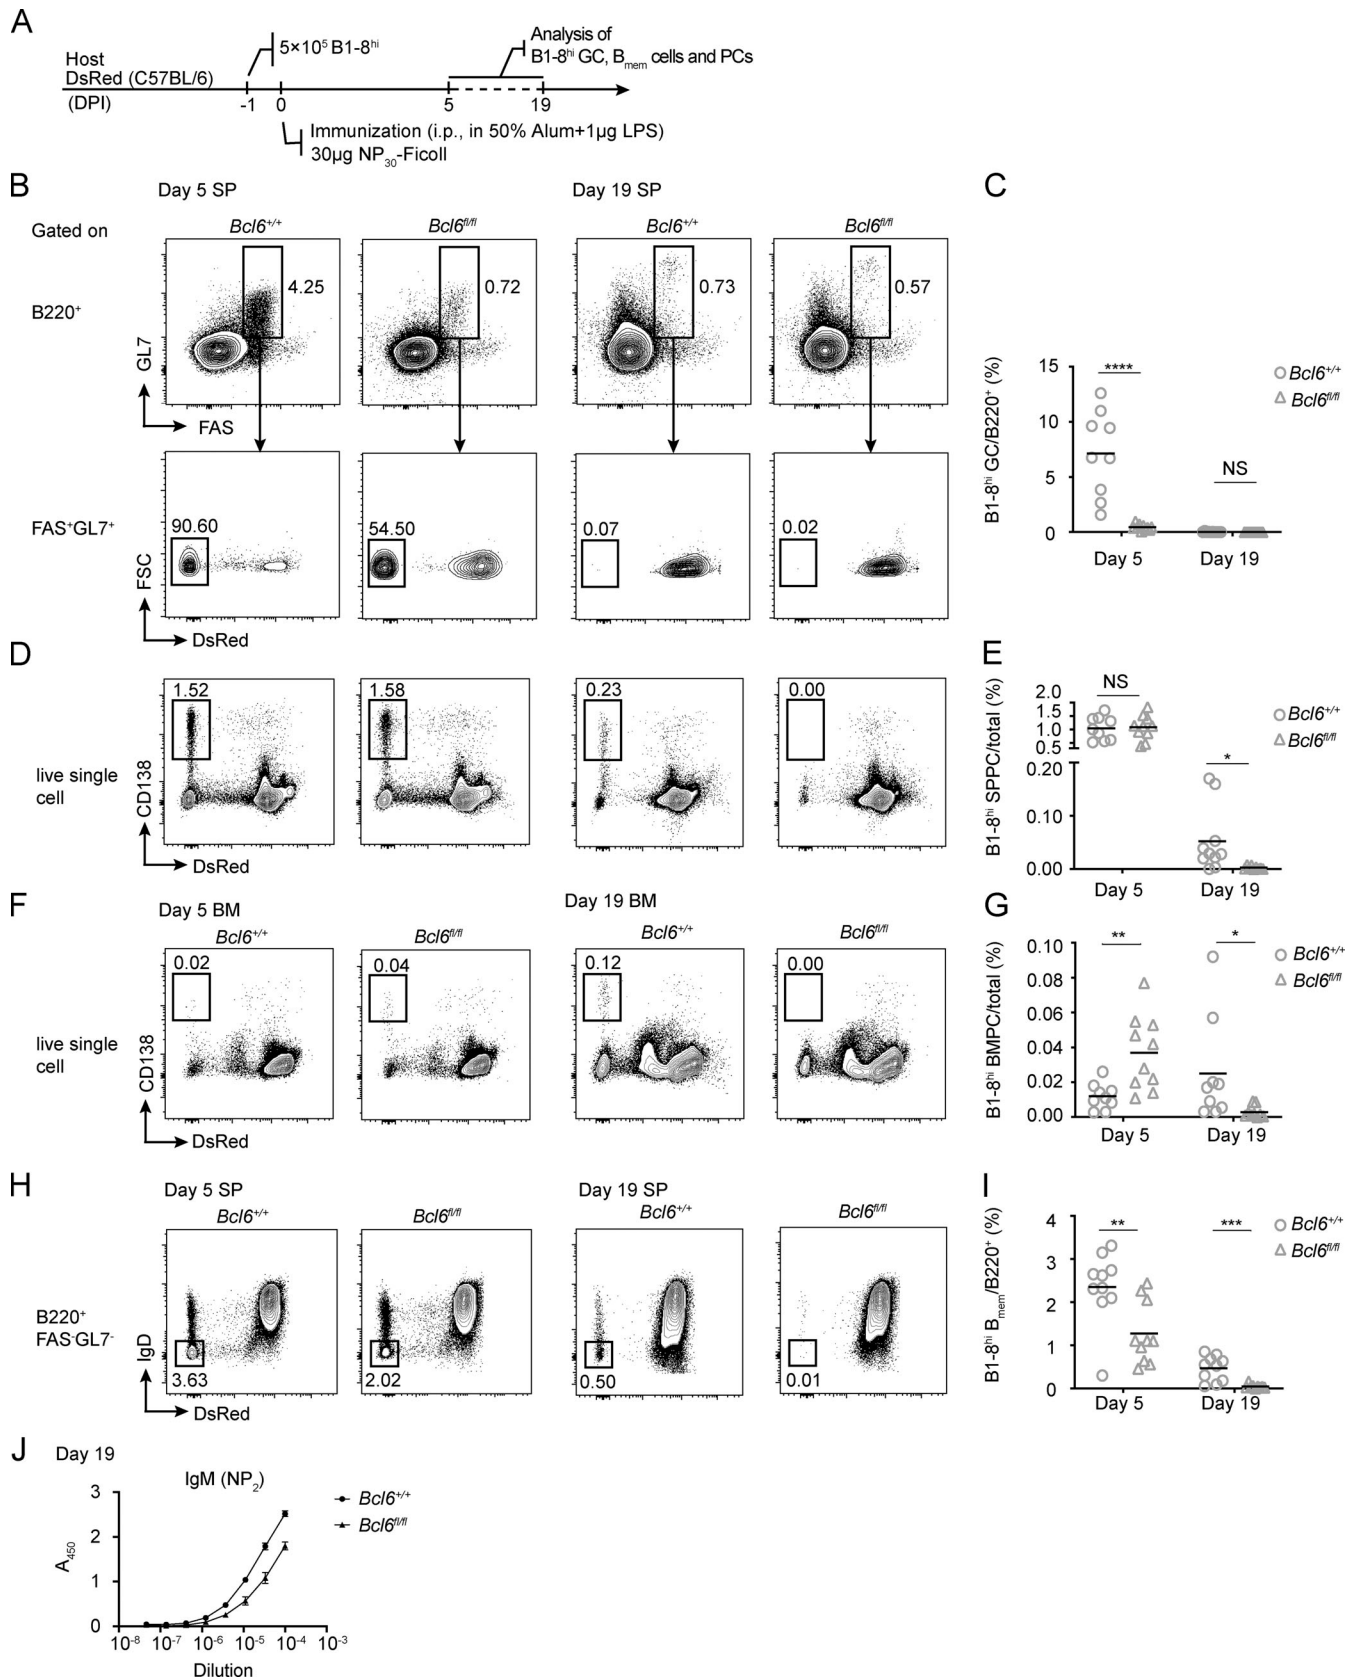 A
Host
DsRed (C57BL/6)
(DPI)
5×10⁵ B1-8ʰⁱ
Analysis of
B1-8ʰⁱ GC, Bₘₑₘ cells and PCs
-1 0 5 19
Immunization (i.p., in 50% Alum+1µg LPS)
30µg NP₃₀-Ficoll
B
Day 5 SP Day 19 SP
Gated on
Bcl6⁺/⁺ Bcl6ᶠˡ/ᶠˡ Bcl6⁺/⁺ Bcl6ᶠˡ/ᶠˡ
B220⁺
4.25 0.72 0.73 0.57
GL7
FAS
FAS⁺GL7⁺
90.60 54.50 0.07 0.02
FSC
DsRed
C
B1-8ʰⁱ GC/B220⁺ (%)
15
10
5
0
**** NS
Day 5 Day 19
Bcl6⁺/⁺
Bcl6ᶠˡ/ᶠˡ
D
live single
cell
1.52 1.58 0.23 0.00
CD138
DsRed
E
B1-8ʰⁱ SPPC/total (%)
2.0
1.5
1.0
0.5
0.20
0.10
0.00
NS *
Day 5 Day 19
Bcl6⁺/⁺
Bcl6ᶠˡ/ᶠˡ
F
Day 5 BM Day 19 BM
Bcl6⁺/⁺ Bcl6ᶠˡ/ᶠˡ Bcl6⁺/⁺ Bcl6ᶠˡ/ᶠˡ
live single
cell
0.02 0.04 0.12 0.00
CD138
DsRed
G
B1-8ʰⁱ BMPC/total (%)
0.10
0.08
0.06
0.04
0.02
0.00
** *
Day 5 Day 19
Bcl6⁺/⁺
Bcl6ᶠˡ/ᶠˡ
H
Day 5 SP Day 19 SP
Bcl6⁺/⁺ Bcl6ᶠˡ/ᶠˡ Bcl6⁺/⁺ Bcl6ᶠˡ/ᶠˡ
B220⁺
FAS⁻GL7⁻
3.63 2.02 0.50 0.01
IgD
DsRed
I
B1-8ʰⁱ Bₘₑₘ/B220⁺ (%)
4
3
2
1
0
** ***
Day 5 Day 19
Bcl6⁺/⁺
Bcl6ᶠˡ/ᶠˡ
J
Day 19
IgM (NP₂)
A₄₅₀
3
2
1
0
10⁻⁸ 10⁻⁷ 10⁻⁶ 10⁻⁵ 10⁻⁴ 10⁻³
Dilution
Bcl6⁺/⁺
Bcl6ᶠˡ/ᶠˡ